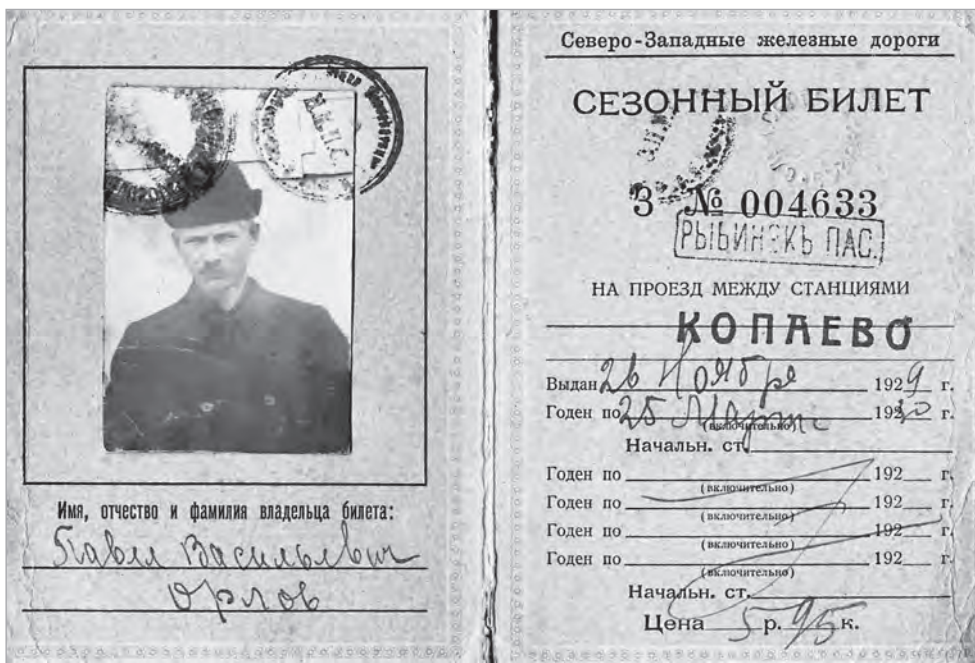 Имя, отчество и фамилия владельца билета:
Павел Васильевич
Орлов
Северо-Западные железные дороги
СЕЗОННЫЙ БИЛЕТ
З № 004633
РЫБИНСКЪ ПАС.
НА ПРОЕЗД МЕЖДУ СТАНЦИЯМИ
КОПАЕВО
Выдан 26 Ноября 1929 г.
Годен по 25 Марта 1930 г.
(включительно)
Начальн. ст.
Годен по 192 г.
(включительно)
Годен по 192 г.
(включительно)
Годен по 192 г.
(включительно)
Годен по 192 г.
(включительно)
Начальн. ст.
Цена 5 р. 95 к.